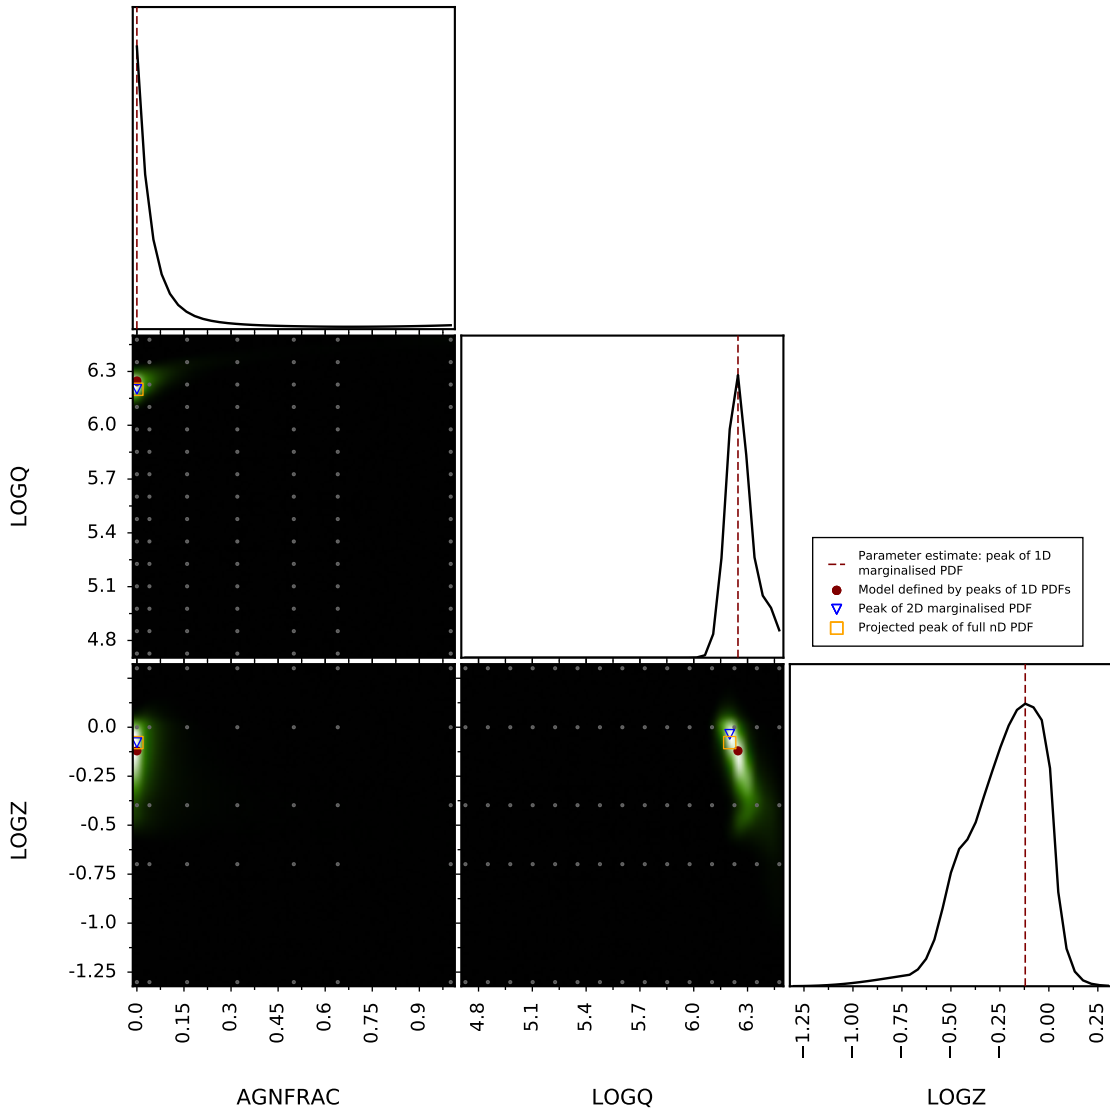 6.3
6.0
5.7
5.4
5.1
4.8
LOGQ
Parameter estimate: peak of 1D
marginalised PDF
Model defined by peaks of 1D PDFs
Peak of 2D marginalised PDF
Projected peak of full nD PDF
0.0
-0.25
-0.5
-0.75
-1.0
-1.25
LOGZ
0.0 0.15 0.3 0.45 0.6 0.75 0.9
4.8 5.1 5.4 5.7 6.0 6.3
−1.25 −1.00 −0.75 −0.50 −0.25 0.00 0.25
AGNFRAC
LOGQ
LOGZ